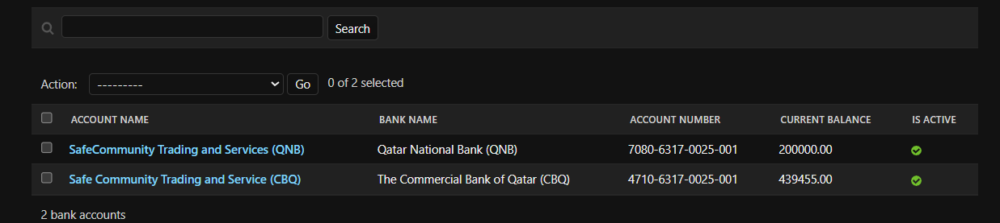 Search
Action: --------- Go 0 of 2 selected
ACCOUNT NAME BANK NAME ACCOUNT NUMBER CURRENT BALANCE IS ACTIVE
SafeCommunity Trading and Services (QNB) Qatar National Bank (QNB) 7080-6317-0025-001 200000.00
Safe Community Trading and Service (CBQ) The Commercial Bank of Qatar (CBQ) 4710-6317-0025-001 439455.00
2 bank accounts